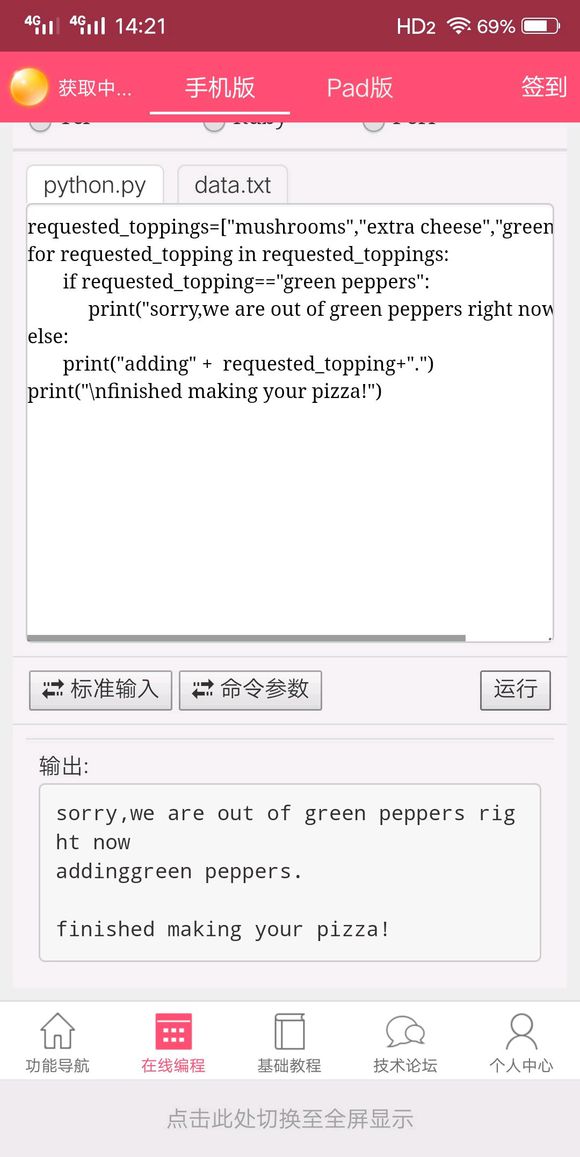 4G 4G 14:21 HD2 69%
获取中... 手机版 Pad版 签到
python.py data.txt
requested_toppings=["mushrooms","extra cheese","green
for requested_topping in requested_toppings:
if requested_topping=="green peppers":
print("sorry,we are out of green peppers right now
else:
print("adding" + requested_topping+".")
print("\nfinished making your pizza!")
标准输入 命令参数 运行
输出:
sorry,we are out of green peppers rig
ht now
addinggreen peppers.
finished making your pizza!
功能导航 在线编程 基础教程 技术论坛 个人中心
点击此处切换至全屏显示